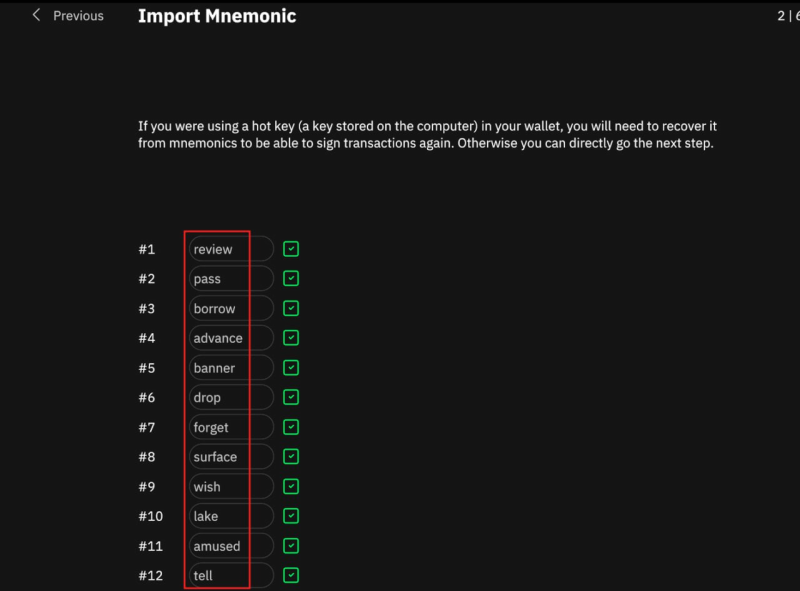 Previous
Import Mnemonic
2 | 6
If you were using a hot key (a key stored on the computer) in your wallet, you will need to recover it
from mnemonics to be able to sign transactions again. Otherwise you can directly go the next step.
#1 review
#2 pass
#3 borrow
#4 advance
#5 banner
#6 drop
#7 forget
#8 surface
#9 wish
#10 lake
#11 amused
#12 tell